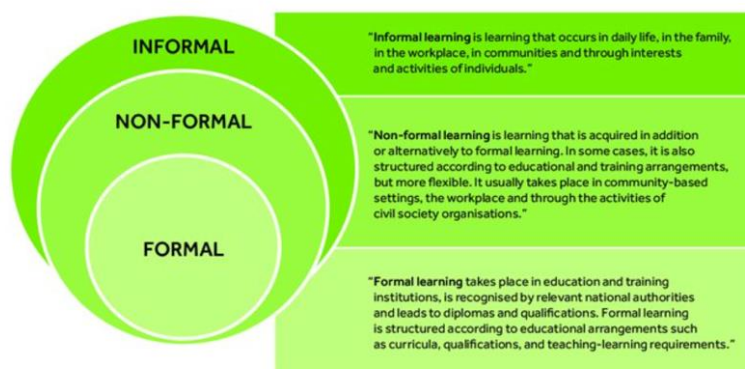 INFORMAL
"Informal learning is learning that occurs in daily life, in the family,
in the workplace, in communities and through interests
and activities of individuals."
NON-FORMAL
"Non-formal learning is learning that is acquired in addition
or alternatively to formal learning. In some cases, it is also
structured according to educational and training arrangements,
but more flexible. It usually takes place in community-based
settings, the workplace and through the activities of
civil society organisations."
FORMAL
"Formal learning takes place in education and training
institutions, is recognised by relevant national authorities
and leads to diplomas and qualifications. Formal learning
is structured according to educational arrangements such
as curricula, qualifications, and teaching-learning requirements."